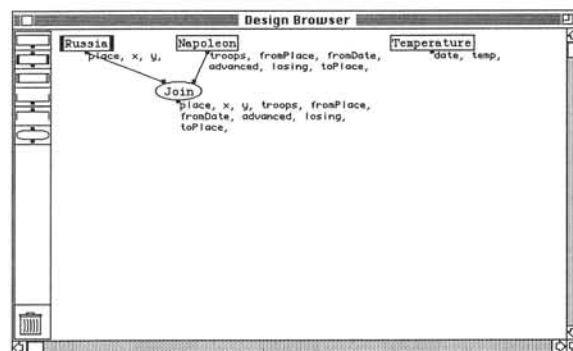 Design Browser
Russia
Napoleon
Temperature
place, x, y,
troops, fromPlace, fromDate,
advanced, losing, toPlace,
date, temp,
Join
place, x, y, troops, fromPlace,
fromDate, advanced, losing,
toPlace,